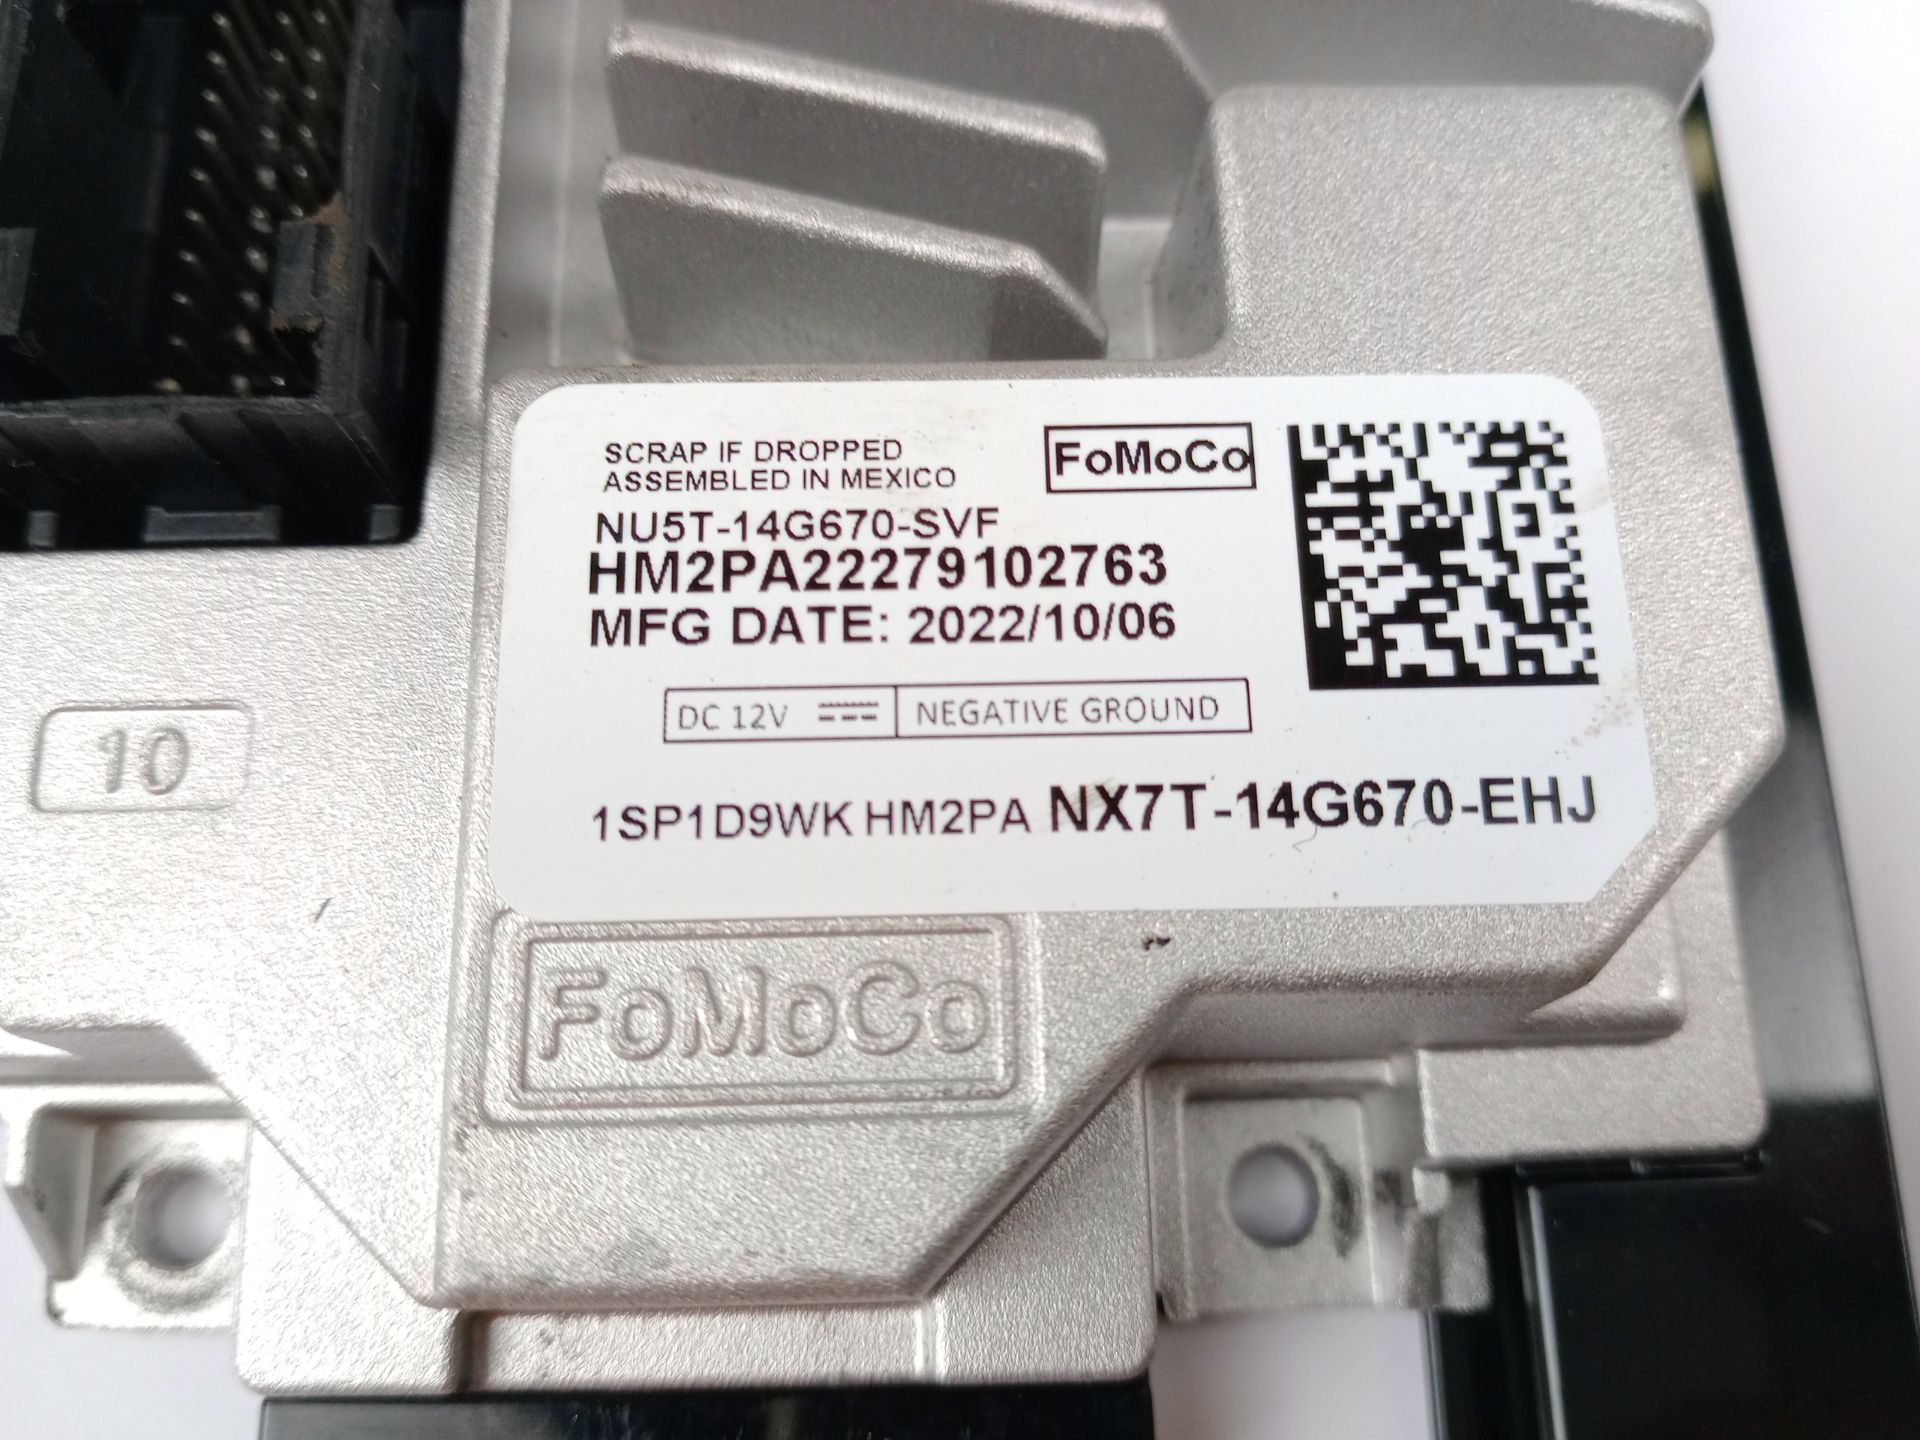 SCRAP IF DROPPED
ASSEMBLED IN MEXICO
FoMoCo
NU5T-14G670-SVF
HM2PA22279102763
MFG DATE: 2022/10/06
DC 12V
NEGATIVE GROUND
1SP1D9WK HM2PA NX7T-14G670-EHJ
10
FoMoCo